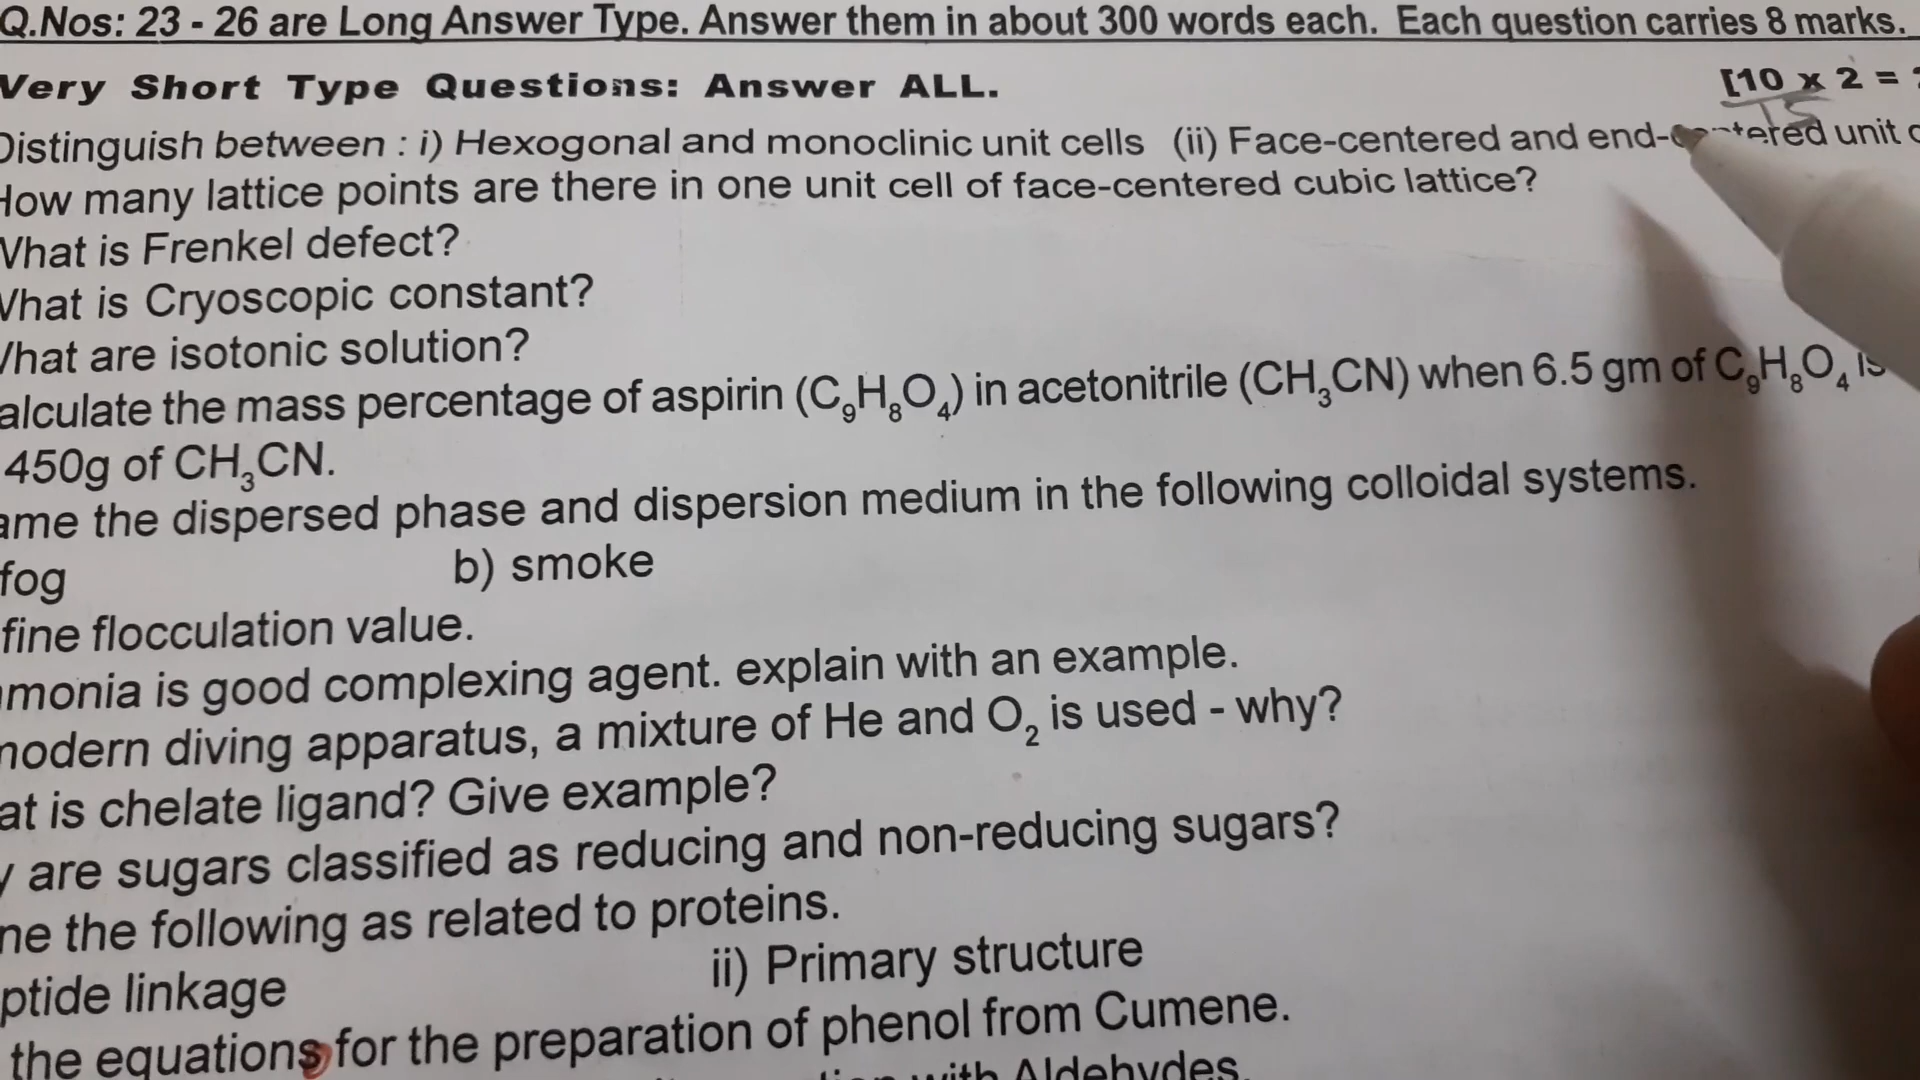 Q.Nos: 23 - 26 are Long Answer Type. Answer them in about 300 words each. Each question carries 8 marks.
Very Short Type Questions: Answer ALL. [10 x 2 =
15
Distinguish between : i) Hexogonal and monoclinic unit cells (ii) Face-centered and end-centered unit
How many lattice points are there in one unit cell of face-centered cubic lattice?
What is Frenkel defect?
What is Cryoscopic constant?
What are isotonic solution?
alculate the mass percentage of aspirin (C₉H₈O₄) in acetonitrile (CH₃CN) when 6.5 gm of C₉H₈O₄ is
450g of CH₃CN.
ame the dispersed phase and dispersion medium in the following colloidal systems.
fog b) smoke
fine flocculation value.
monia is good complexing agent. explain with an example.
modern diving apparatus, a mixture of He and O₂ is used - why?
at is chelate ligand? Give example?
y are sugars classified as reducing and non-reducing sugars?
ne the following as related to proteins.
ptide linkage ii) Primary structure
the equations for the preparation of phenol from Cumene.
with Aldehydes.